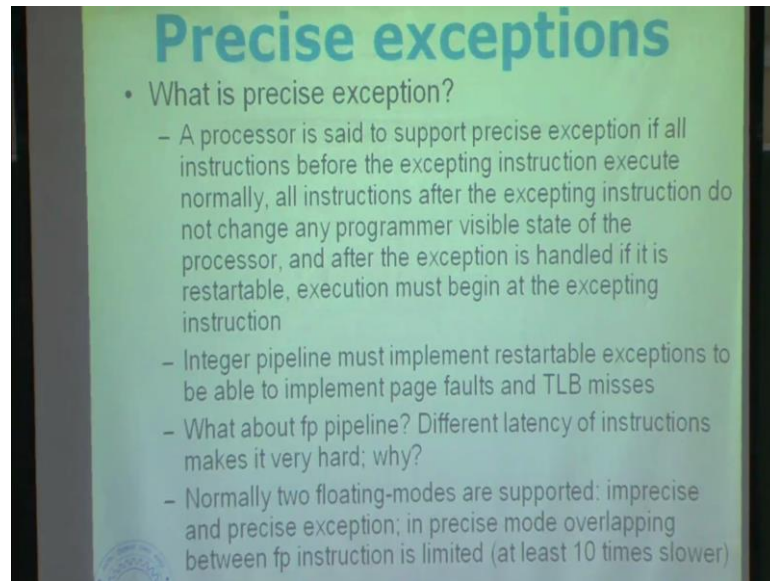 Precise exceptions
• What is precise exception?
– A processor is said to support precise exception if all
instructions before the excepting instruction execute
normally, all instructions after the excepting instruction do
not change any programmer visible state of the
processor, and after the exception is handled if it is
restartable, execution must begin at the excepting
instruction
– Integer pipeline must implement restartable exceptions to
be able to implement page faults and TLB misses
– What about fp pipeline? Different latency of instructions
makes it very hard; why?
– Normally two floating-modes are supported: imprecise
and precise exception; in precise mode overlapping
between fp instruction is limited (at least 10 times slower)